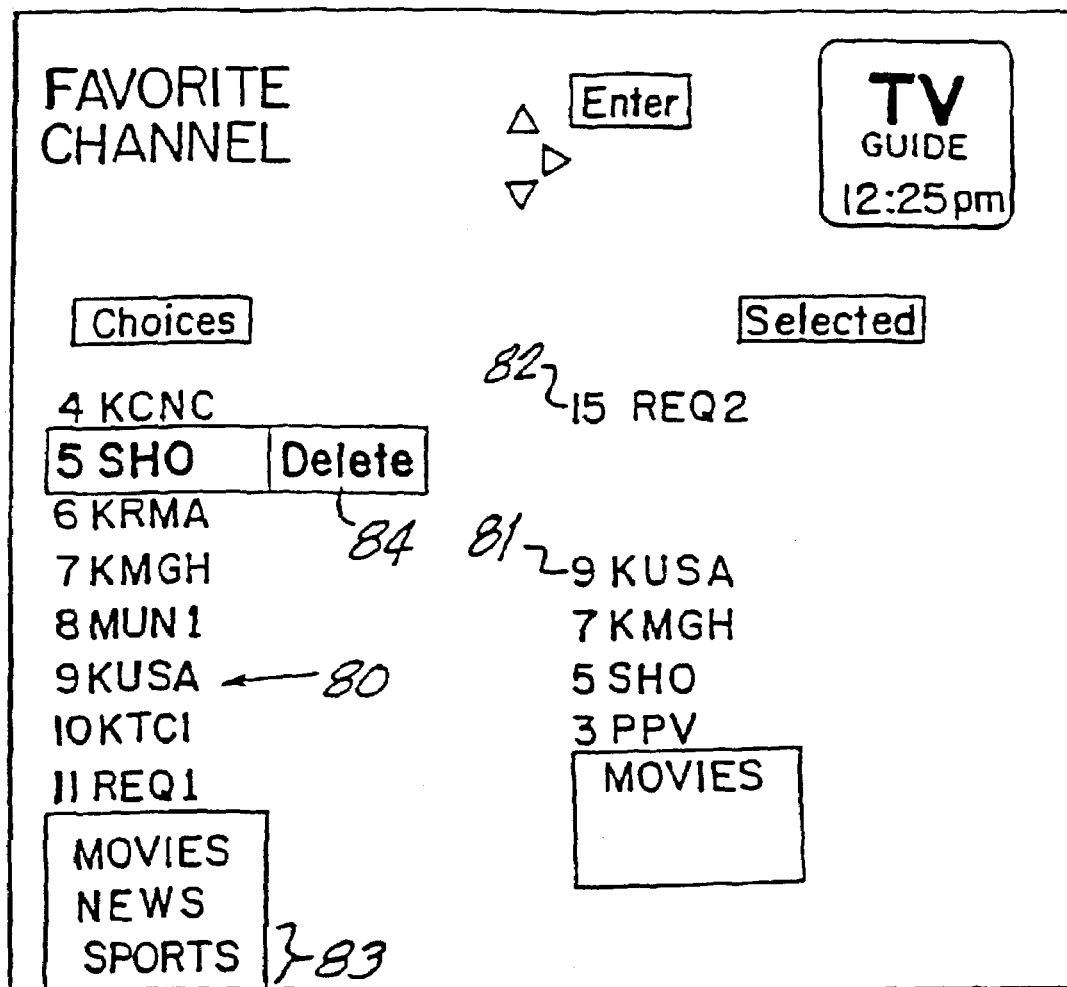 FAVORITE
CHANNEL
Enter
TV
GUIDE
12:25pm
Choices
Selected
4 KCNC
5 SHO Delete
6 KRMA
7 KMGH
8 MUN1
9 KUSA
10 KTCI
11 REQ1
MOVIES
NEWS
SPORTS
84
80
83
82
15 REQ2
81
9 KUSA
7 KMGH
5 SHO
3 PPV
MOVIES